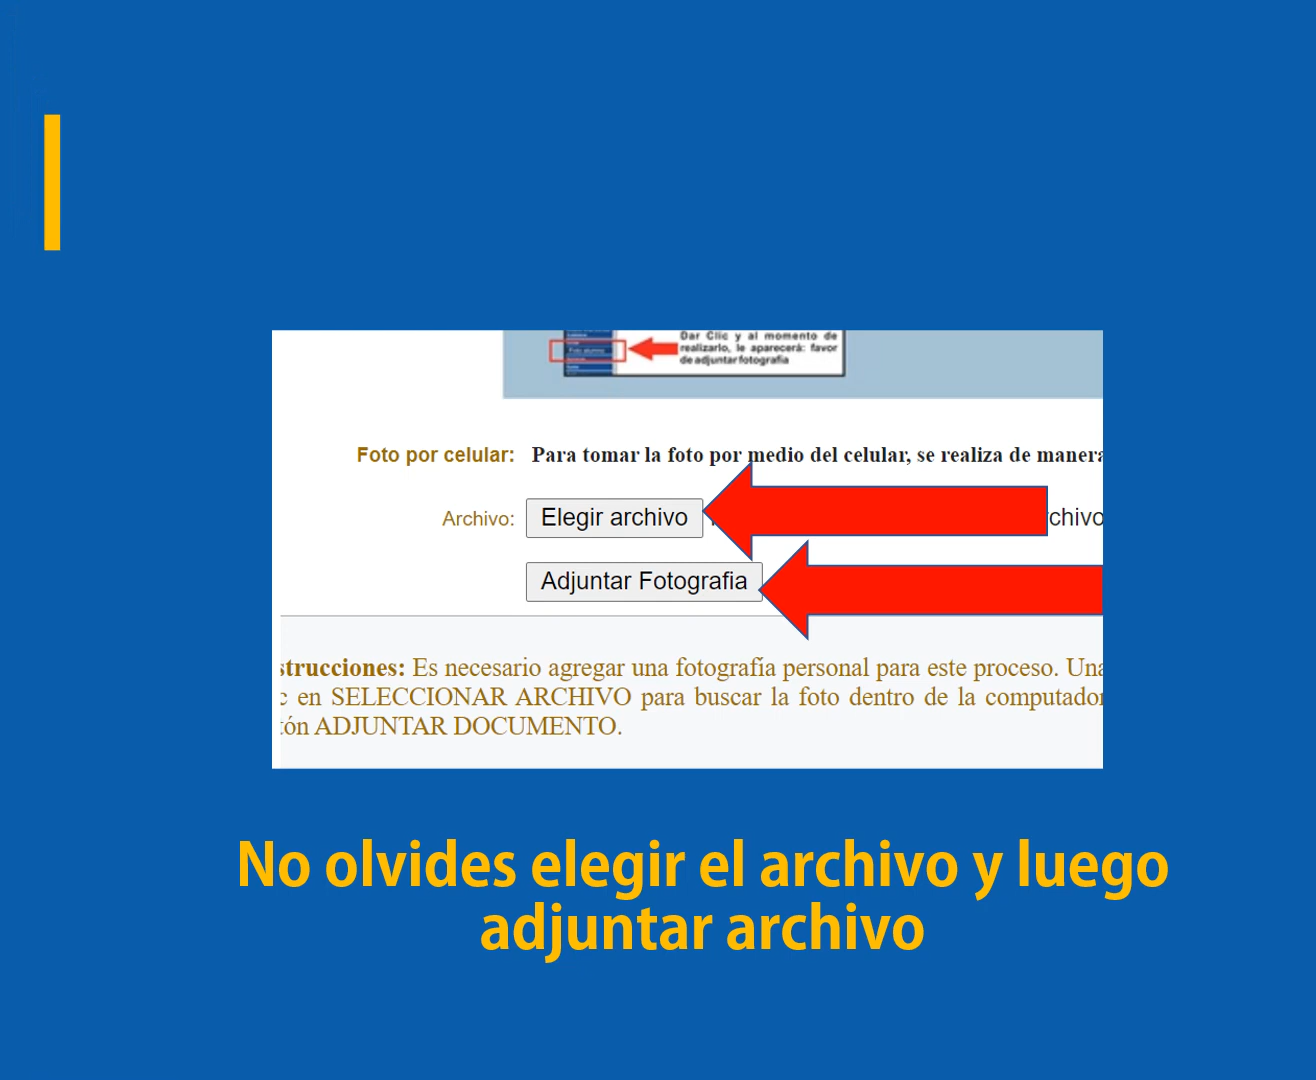 Dar Clic y al momento de
realizarlo, le aparecerá: favor
de adjuntar fotografía
Foto alumno
Foto por celular: Para tomar la foto por medio del celular, se realiza de manera
Archivo: Elegir archivo chivo
Adjuntar Fotografia
strucciones: Es necesario agregar una fotografía personal para este proceso. Una
c en SELECCIONAR ARCHIVO para buscar la foto dentro de la computador
tón ADJUNTAR DOCUMENTO.
No olvides elegir el archivo y luego
adjuntar archivo